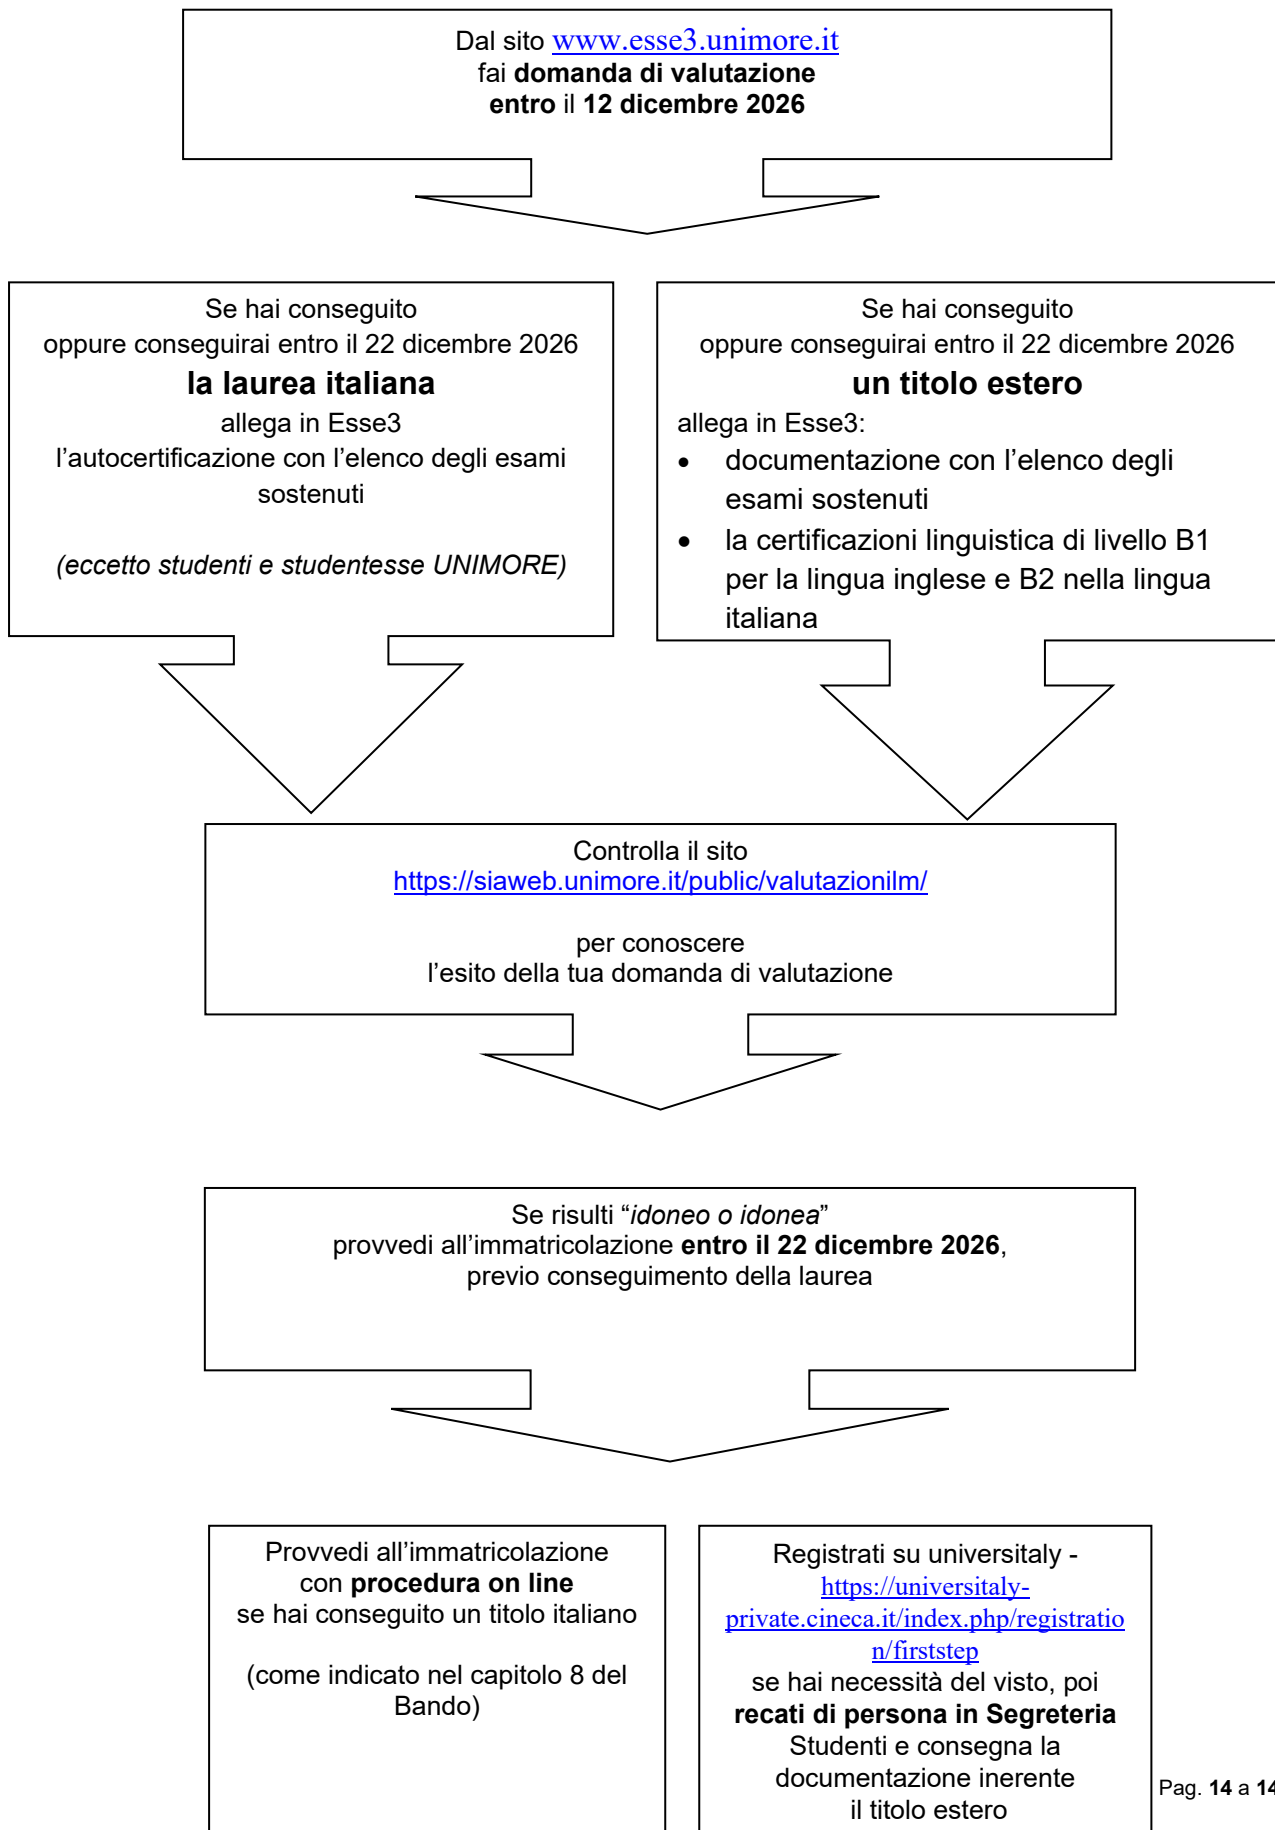 Dal sito www.esse3.unimore.it
fai domanda di valutazione
entro il 12 dicembre 2026
Se hai conseguito
oppure conseguirai entro il 22 dicembre 2026
la laurea italiana
allega in Esse3
l’autocertificazione con l’elenco degli esami
sostenuti
(eccetto studenti e studentesse UNIMORE)
Se hai conseguito
oppure conseguirai entro il 22 dicembre 2026
un titolo estero
allega in Esse3:
• documentazione con l’elenco degli
esami sostenuti
• la certificazioni linguistica di livello B1
per la lingua inglese e B2 nella lingua
italiana
Controlla il sito
https://siaweb.unimore.it/public/valutazionilm/
per conoscere
l’esito della tua domanda di valutazione
Se risulti “idoneo o idonea”
provvedi all’immatricolazione entro il 22 dicembre 2026,
previo conseguimento della laurea
Provvedi all’immatricolazione
con procedura on line
se hai conseguito un titolo italiano
(come indicato nel capitolo 8 del
Bando)
Registrati su universitaly -
https://universitaly-
private.cineca.it/index.php/registratio
n/firststep
se hai necessità del visto, poi
recati di persona in Segreteria
Studenti e consegna la
documentazione inerente
il titolo estero
Pag. 14 a 14